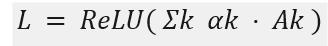 L = ReLU( Σk αk · Ak )